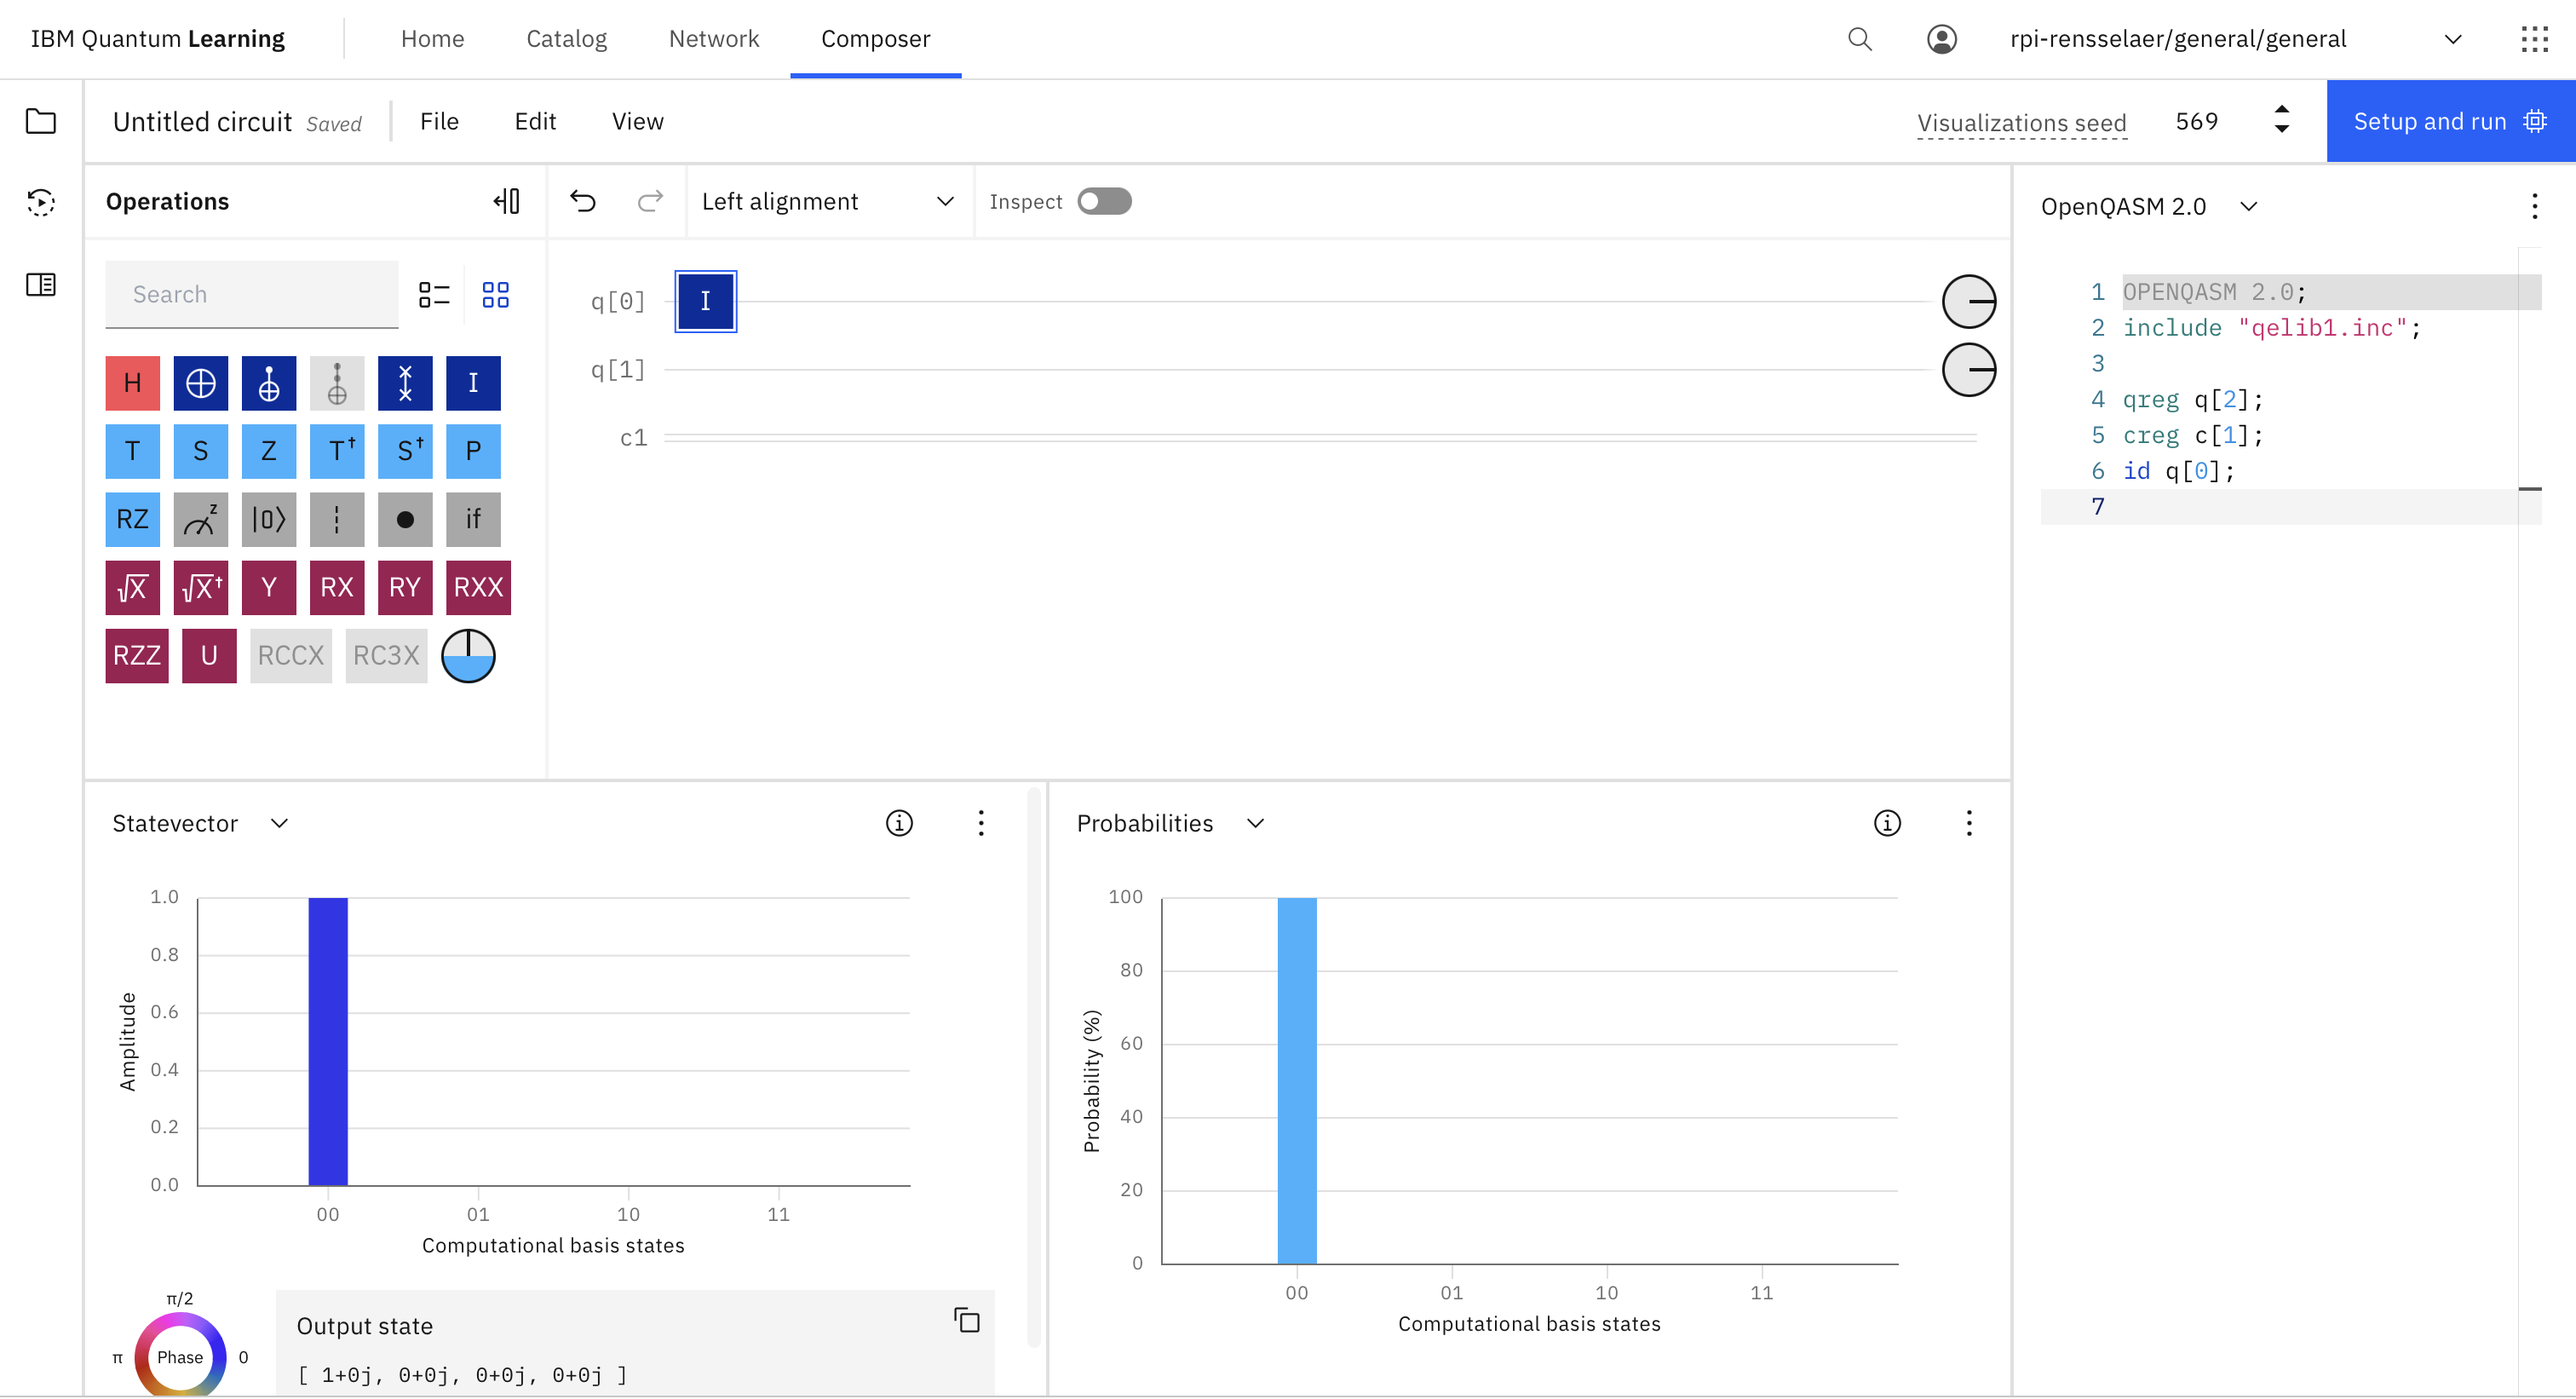 IBM Quantum Learning Home Catalog Network Composer rpi-rensselaer/general/general
Untitled circuit Saved File Edit View Visualizations seed 569 Setup and run
Operations Left alignment Inspect
Search
H I
T S Z T† S† P
RZ z |0⟩ if
√X √X† Y RX RY RXX
RZZ U RCCX RC3X
q[0] I
q[1]
c1
OpenQASM 2.0
1 OPENQASM 2.0;
2 include "qelib1.inc";
3
4 qreg q[2];
5 creg c[1];
6 id q[0];
7
Statevector
1.0
0.8
0.6
0.4
0.2
0.0
Amplitude
00 01 10 11
Computational basis states
π/2
π Phase 0
Output state
[ 1+0j, 0+0j, 0+0j, 0+0j ]
Probabilities
100
80
60
40
20
0
Probability (%)
00 01 10 11
Computational basis states